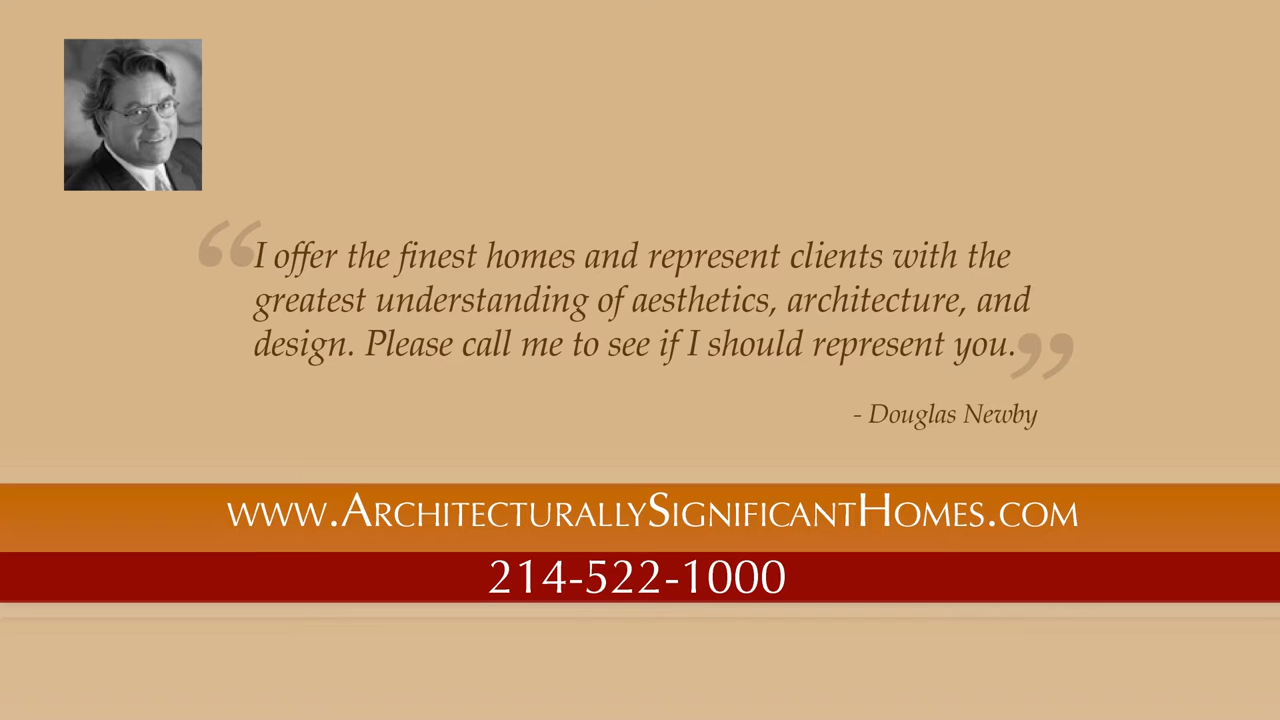 “I offer the finest homes and represent clients with the
greatest understanding of aesthetics, architecture, and
design. Please call me to see if I should represent you.”
- Douglas Newby
www.ArchitecturallySignificantHomes.com
214-522-1000